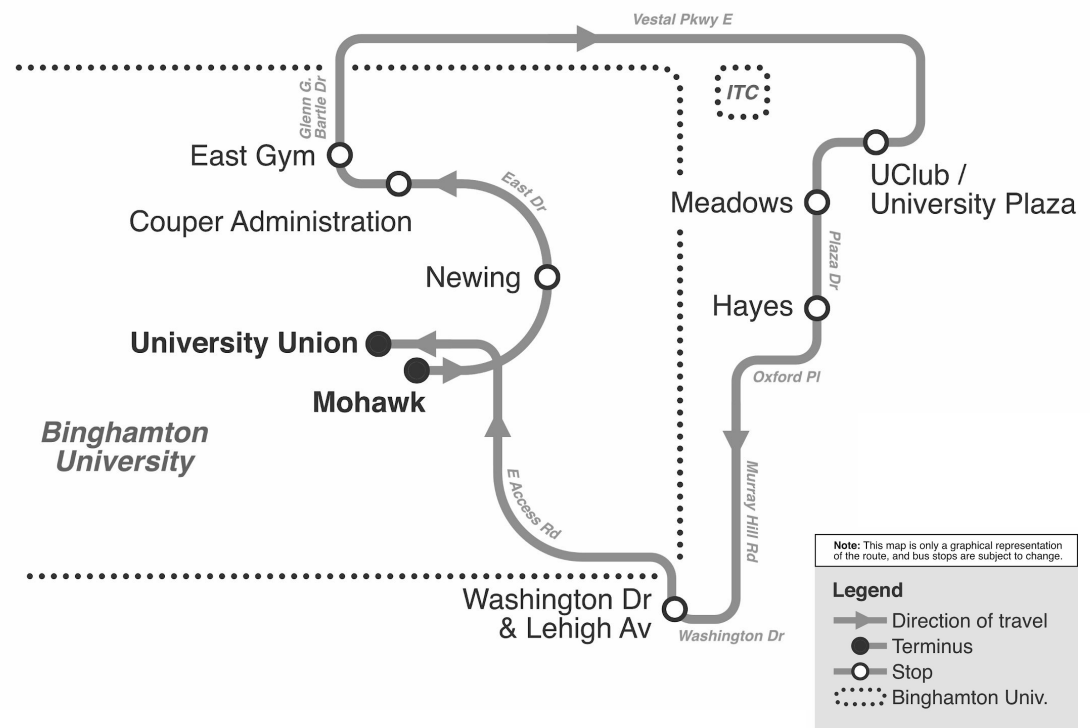 Vestal Pkwy E
Glenn G.
Bartle Dr
ITC
East Gym
UClub /
University Plaza
Couper Administration
East Dr
Meadows
Plaza Dr
Newing
Hayes
University Union
Mohawk
Oxford Pl
Binghamton
University
E Access Rd
Murray Hill Rd
Washington Dr
& Lehigh Av
Washington Dr
Note: This map is only a graphical representation
of the route, and bus stops are subject to change.
Legend
Direction of travel
Terminus
Stop
Binghamton Univ.